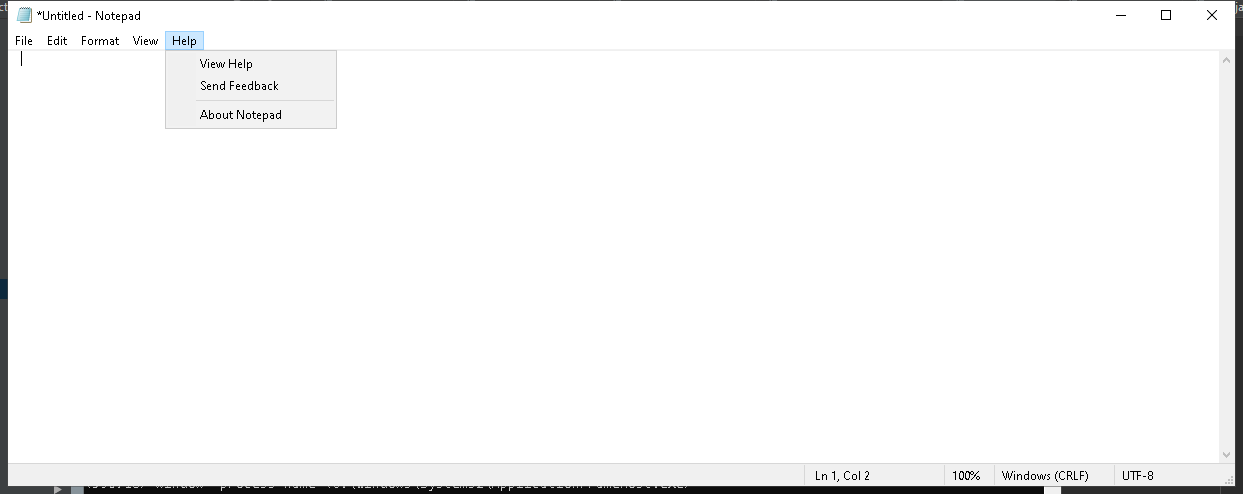 *Untitled - Notepad
File Edit Format View Help
View Help
Send Feedback
About Notepad
Ln 1, Col 2 100% Windows (CRLF) UTF-8